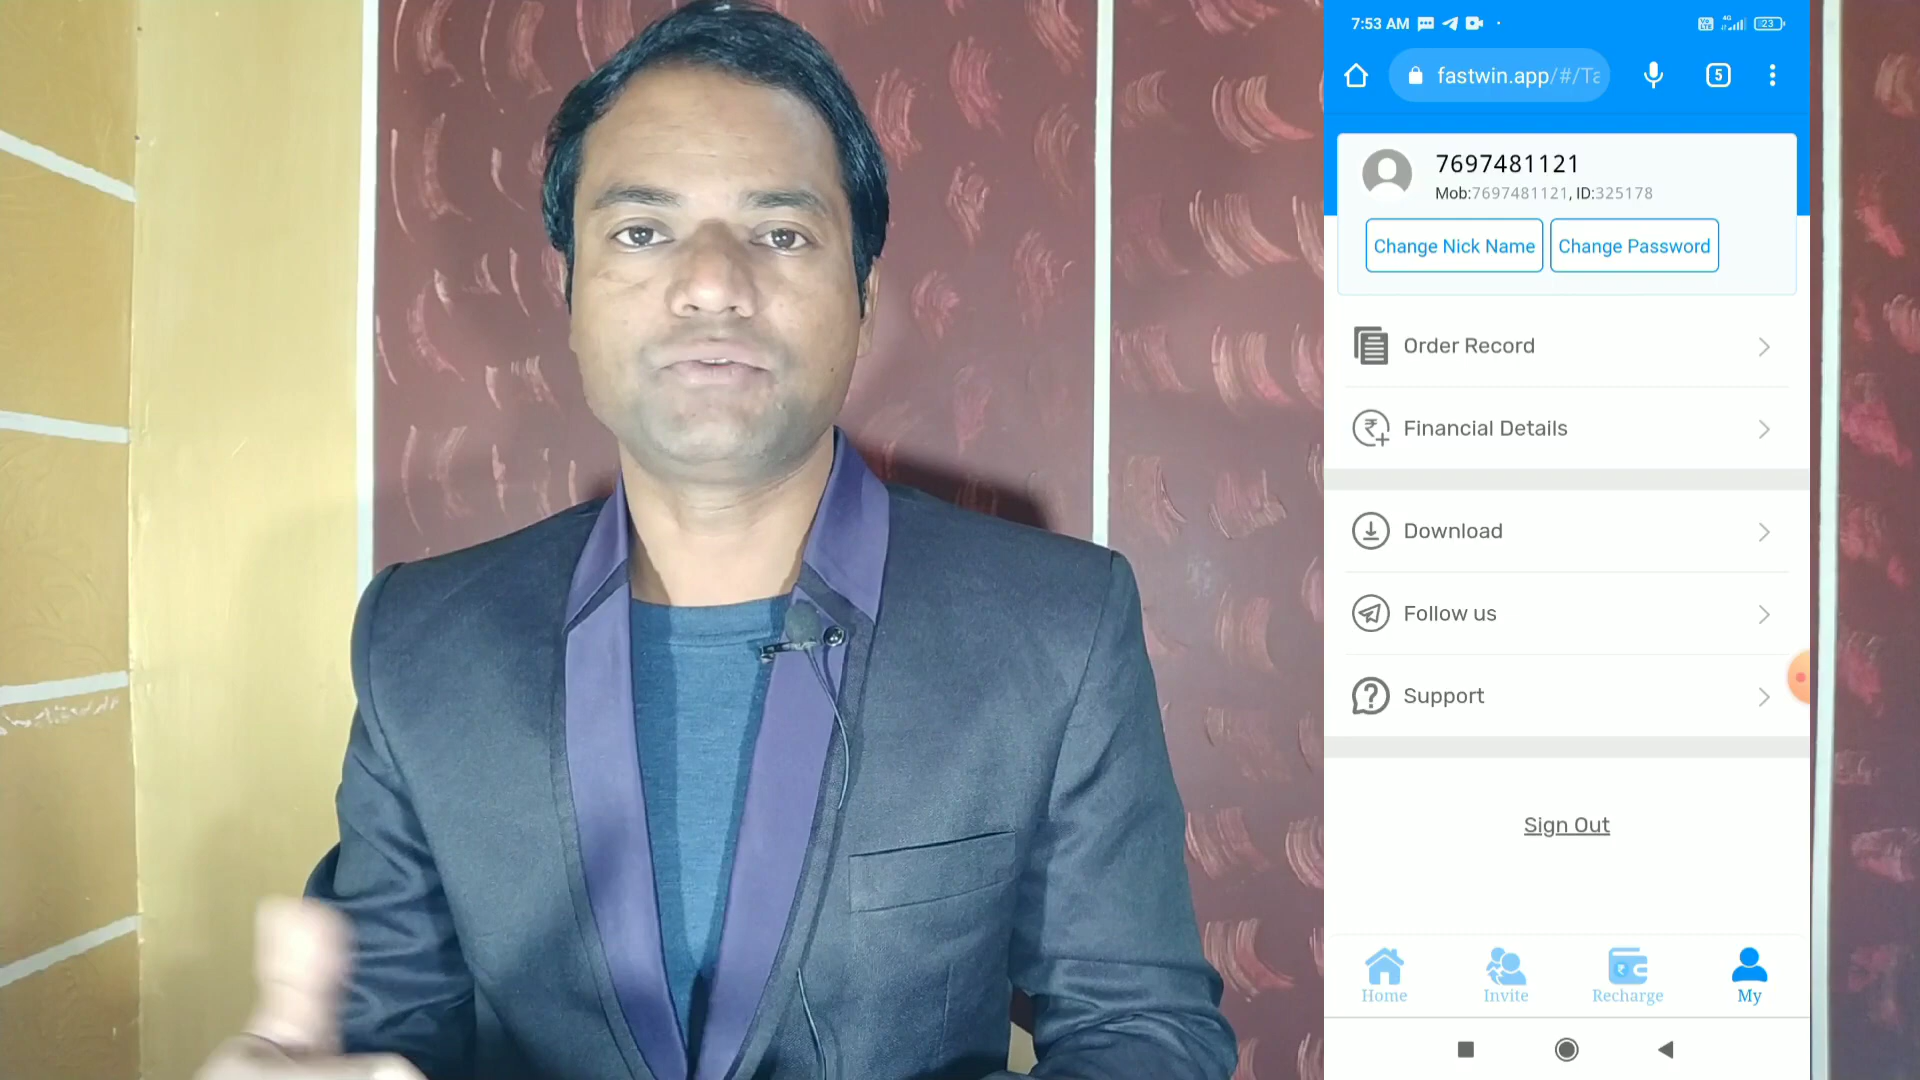 7:53 AM
23
fastwin.app/#/Ta
5
7697481121
Mob:7697481121, ID:325178
Change Nick Name
Change Password
Order Record
Financial Details
Download
Follow us
Support
Sign Out
Home
Invite
Recharge
My